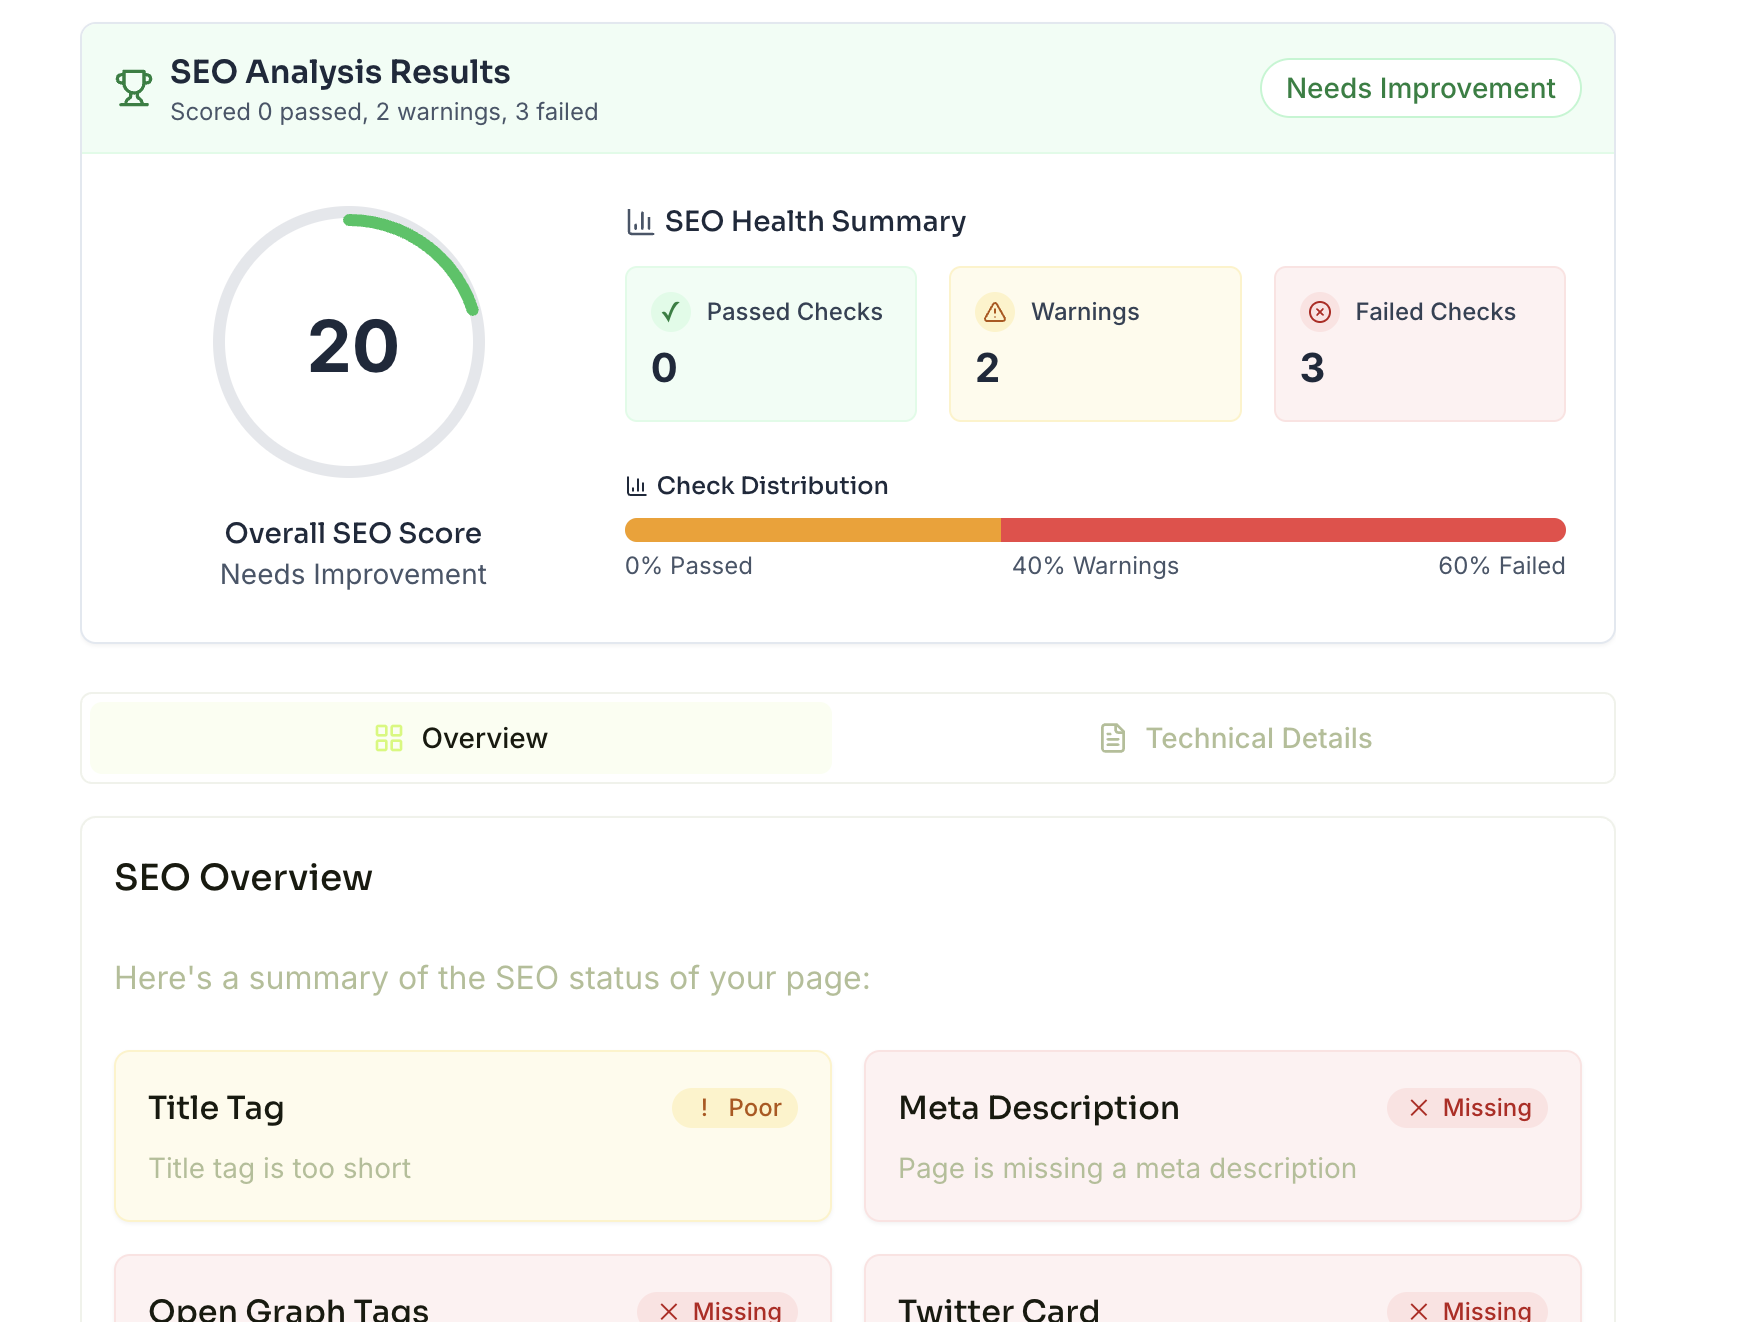 SEO Analysis Results
Scored 0 passed, 2 warnings, 3 failed
Needs Improvement
20
Overall SEO Score
Needs Improvement
SEO Health Summary
Passed Checks
0
Warnings
2
Failed Checks
3
Check Distribution
0% Passed
40% Warnings
60% Failed
Overview
Technical Details
SEO Overview
Here's a summary of the SEO status of your page:
Title Tag
! Poor
Title tag is too short
Meta Description
Missing
Page is missing a meta description
Open Graph Tags
Missing
Twitter Card
Missing